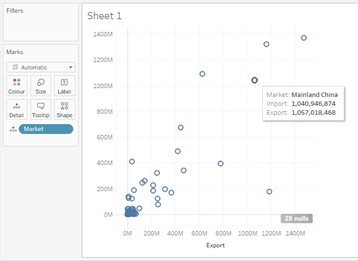 Filters
Marks
Automatic
Colour
Size
Label
Detail
Tooltip
Shape
Market
Sheet 1
1400M
1200M
1000M
800M
600M
400M
200M
0M
Market: Mainland China
Import: 1,040,946,874
Export: 1,057,018,468
29 nulls
0M 200M 400M 600M 800M 1000M 1200M 1400M
Export